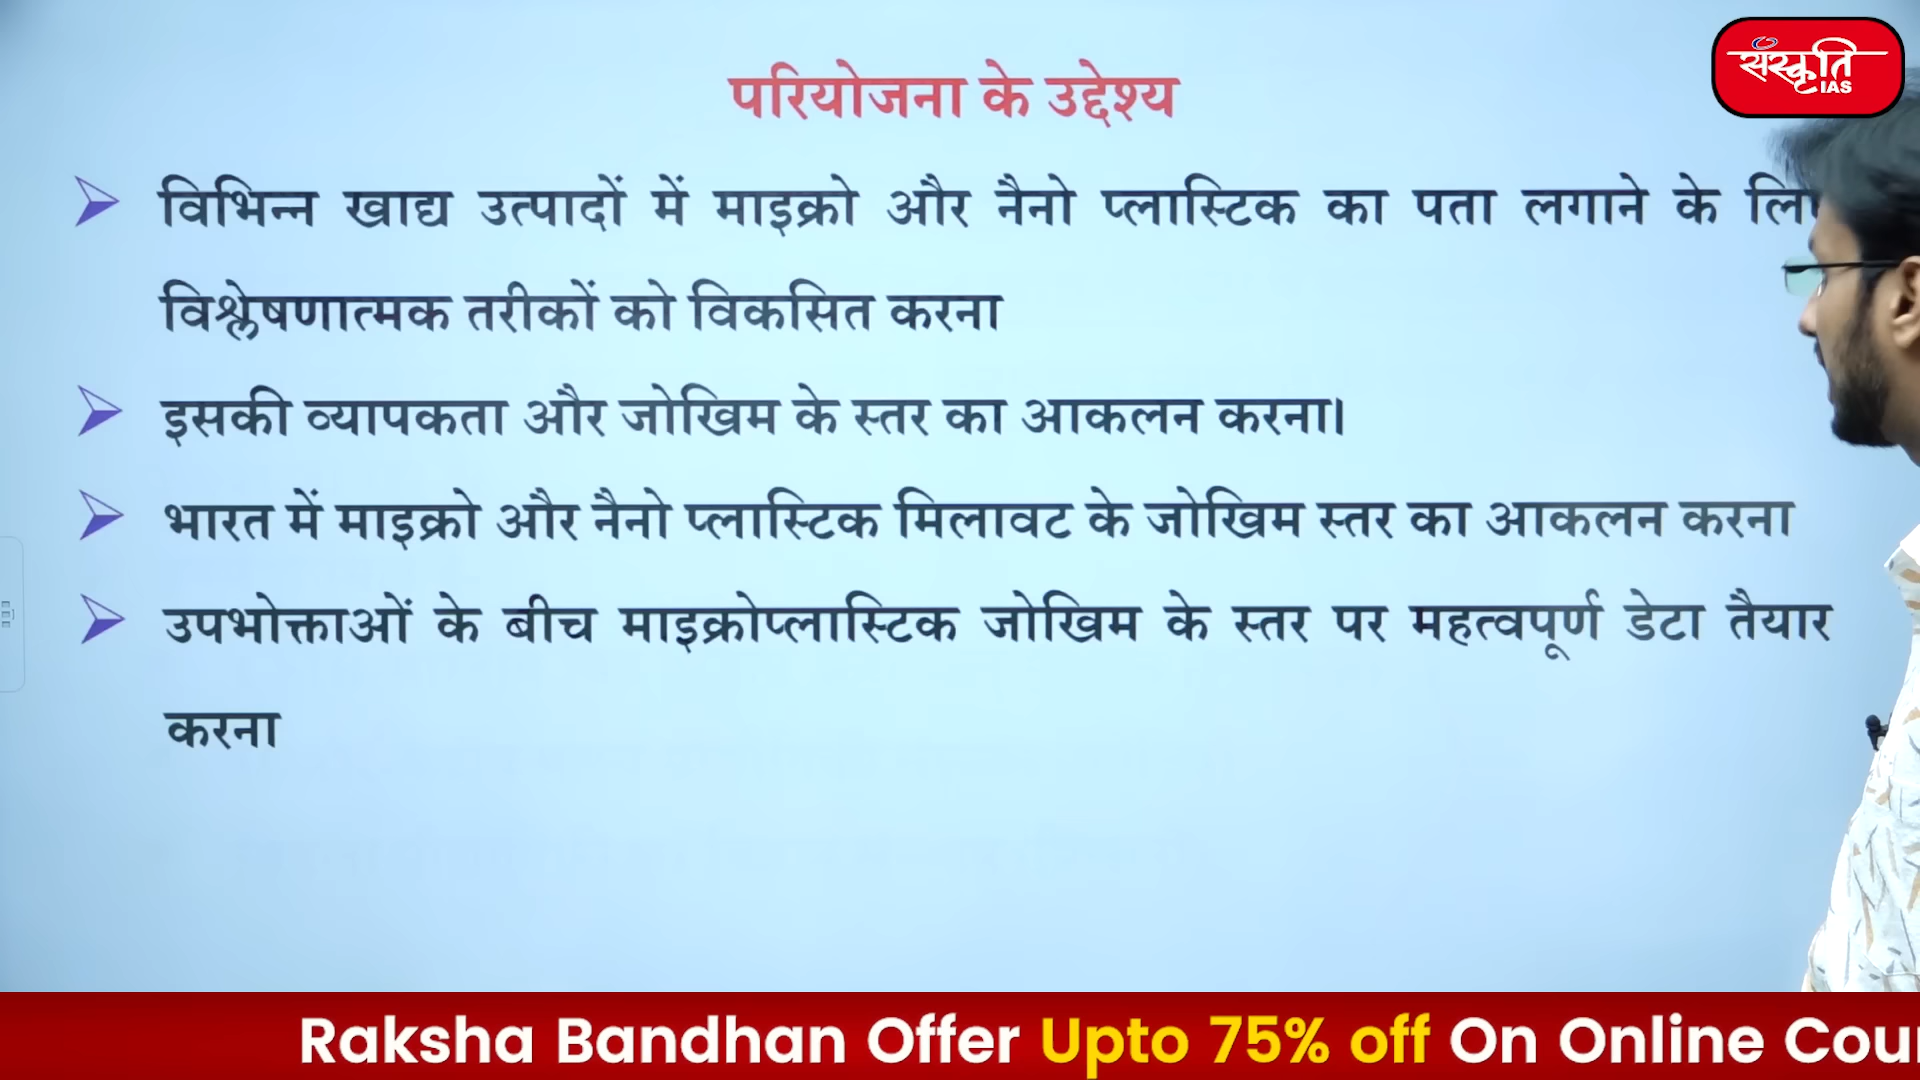 संस्कृति
IAS
परियोजना के उद्देश्य
विभिन्न खाद्य उत्पादों में माइक्रो और नैनो प्लास्टिक का पता लगाने के
विश्लेषणात्मक तरीकों को विकसित करना
इसकी व्यापकता और जोखिम के स्तर का आकलन करना।
भारत में माइक्रो और नैनो प्लास्टिक मिलावट के जोखिम स्तर का आकलन करना
उपभोक्ताओं के बीच माइक्रोप्लास्टिक जोखिम के स्तर पर महत्वपूर्ण डेटा तैयार
करना
Raksha Bandhan Offer Upto 75% off On Online